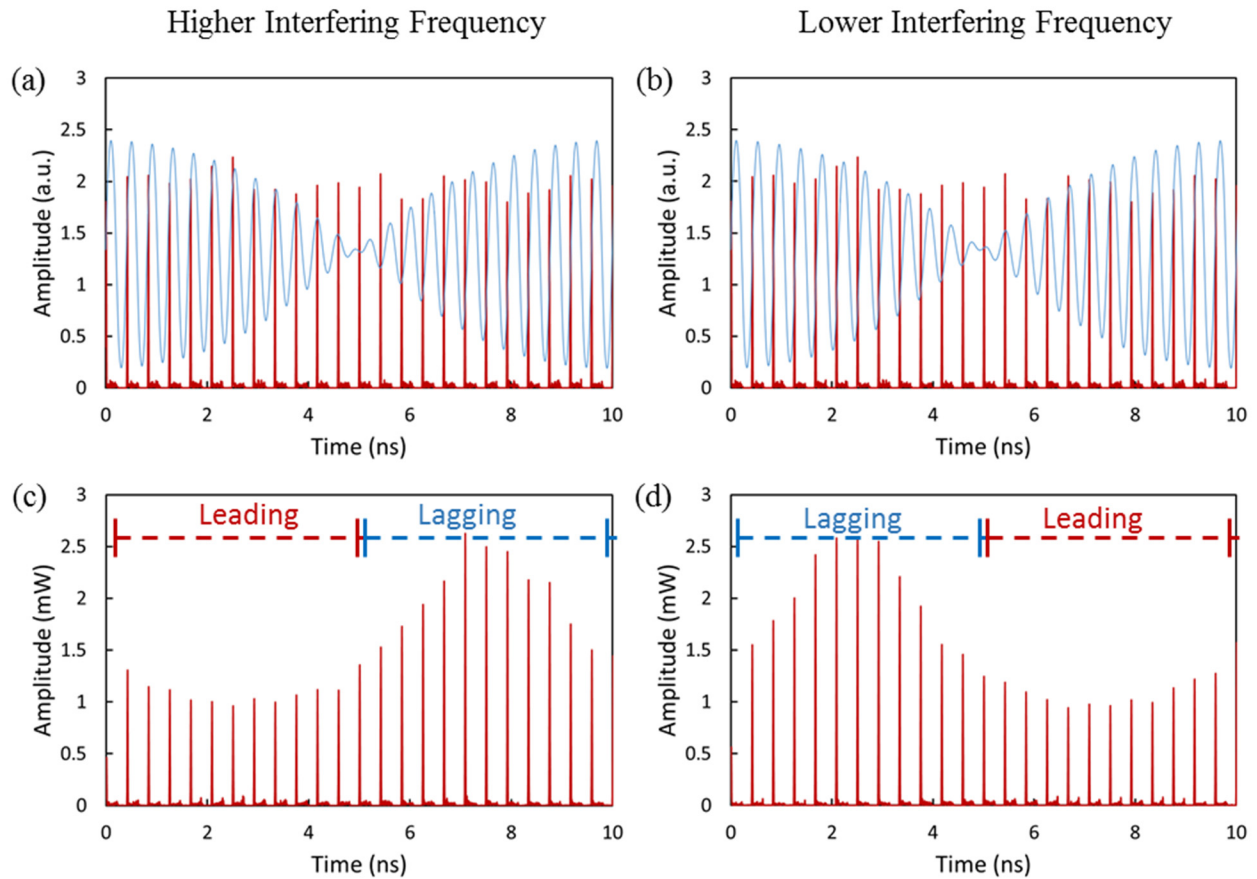 Higher Interfering Frequency
Lower Interfering Frequency
(a)
3
2.5
2
1.5
1
0.5
0
Amplitude (a.u.)
0 2 4 6 8 10
Time (ns)
(b)
3
2.5
2
1.5
1
0.5
0
Amplitude (a.u.)
0 2 4 6 8 10
Time (ns)
(c)
3
2.5
2
1.5
1
0.5
0
Amplitude (mW)
Leading Lagging
0 2 4 6 8 10
Time (ns)
(d)
3
2.5
2
1.5
1
0.5
0
Amplitude (mW)
Lagging Leading
0 2 4 6 8 10
Time (ns)